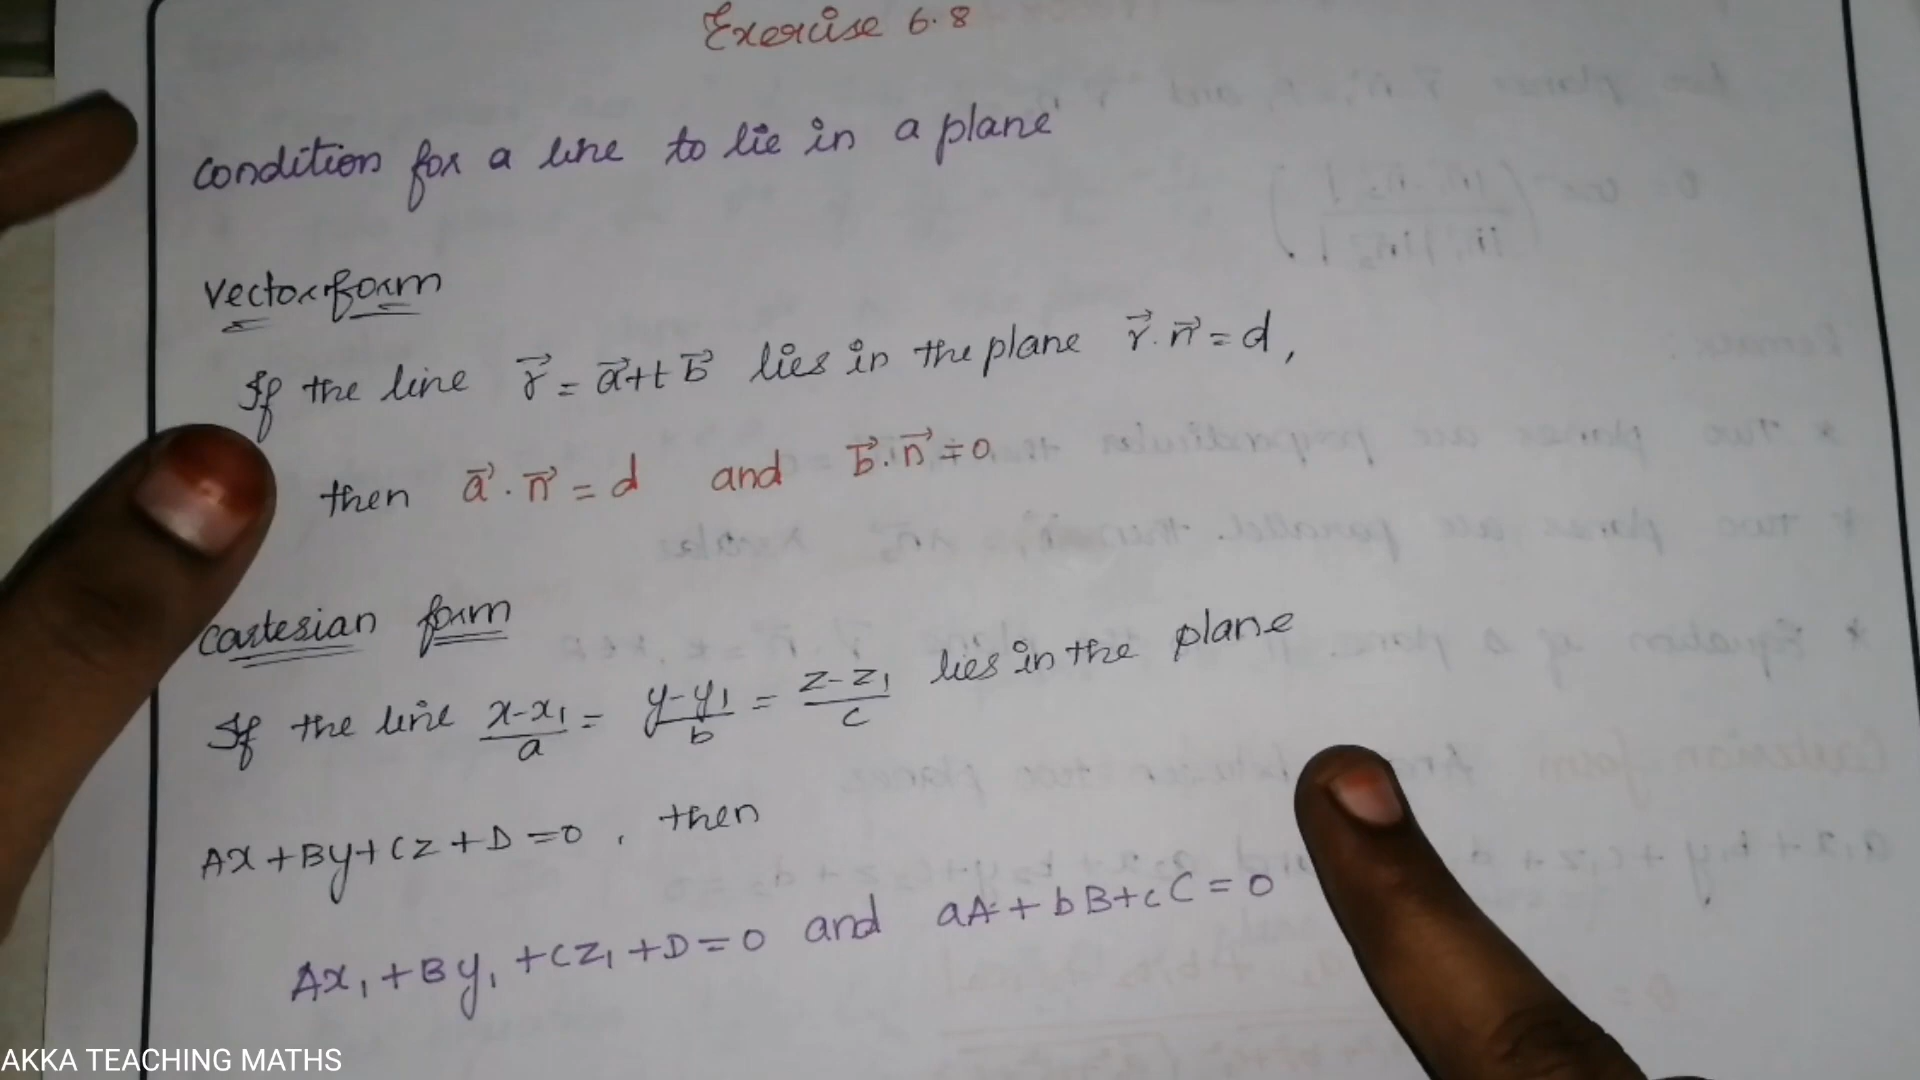 Exercise 6.8
condition for a line to lie in a plane
Vector form
If the line r⃗ = a⃗+t b⃗ lies in the plane r⃗.n⃗ = d,
then a⃗.n⃗ = d and b⃗.n⃗ = 0
Cartesian form
If the line x-x₁/a = y-y₁/b = z-z₁/c lies in the plane
Ax+By+Cz+D=0, then
Ax₁+By₁+Cz₁+D=0 and aA+bB+cC=0
AKKA TEACHING MATHS